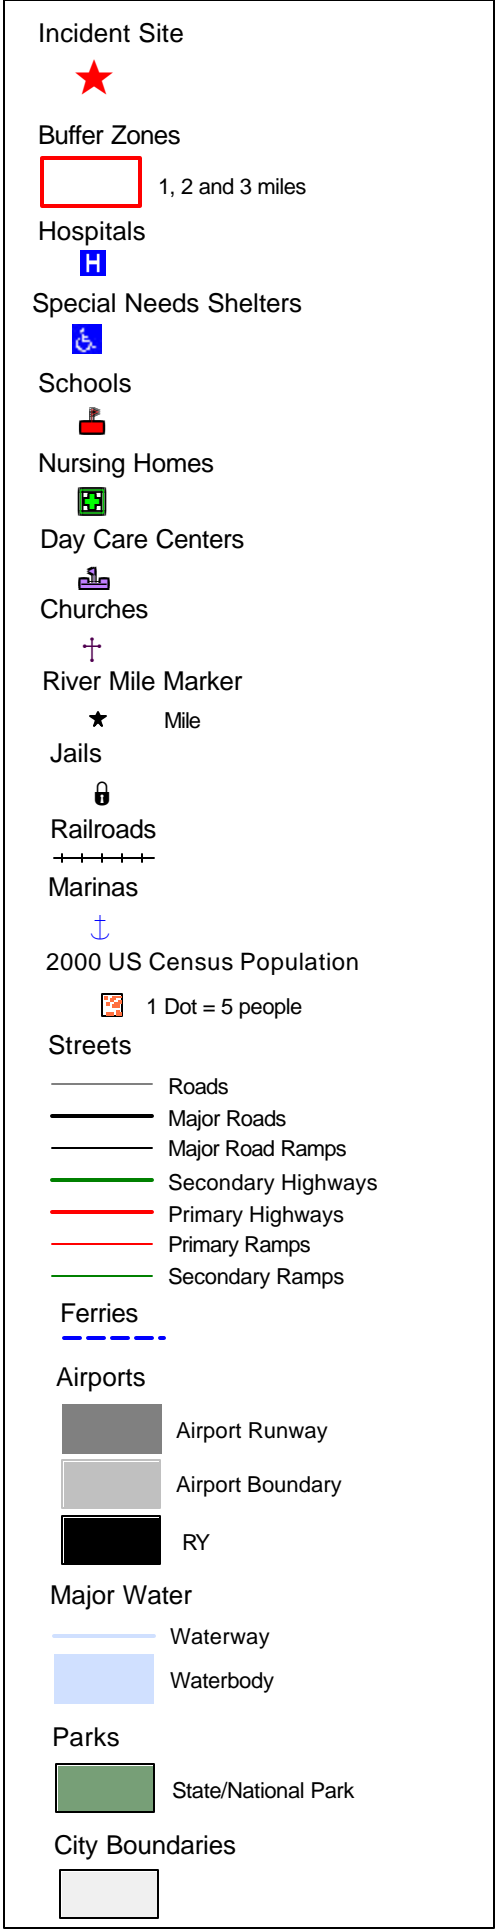 Incident Site
Buffer Zones
1, 2 and 3 miles
Hospitals
H
Special Needs Shelters
Schools
Nursing Homes
Day Care Centers
Churches
River Mile Marker
Mile
Jails
Railroads
Marinas
2000 US Census Population
1 Dot = 5 people
Streets
Roads
Major Roads
Major Road Ramps
Secondary Highways
Primary Highways
Primary Ramps
Secondary Ramps
Ferries
Airports
Airport Runway
Airport Boundary
RY
Major Water
Waterway
Waterbody
Parks
State/National Park
City Boundaries